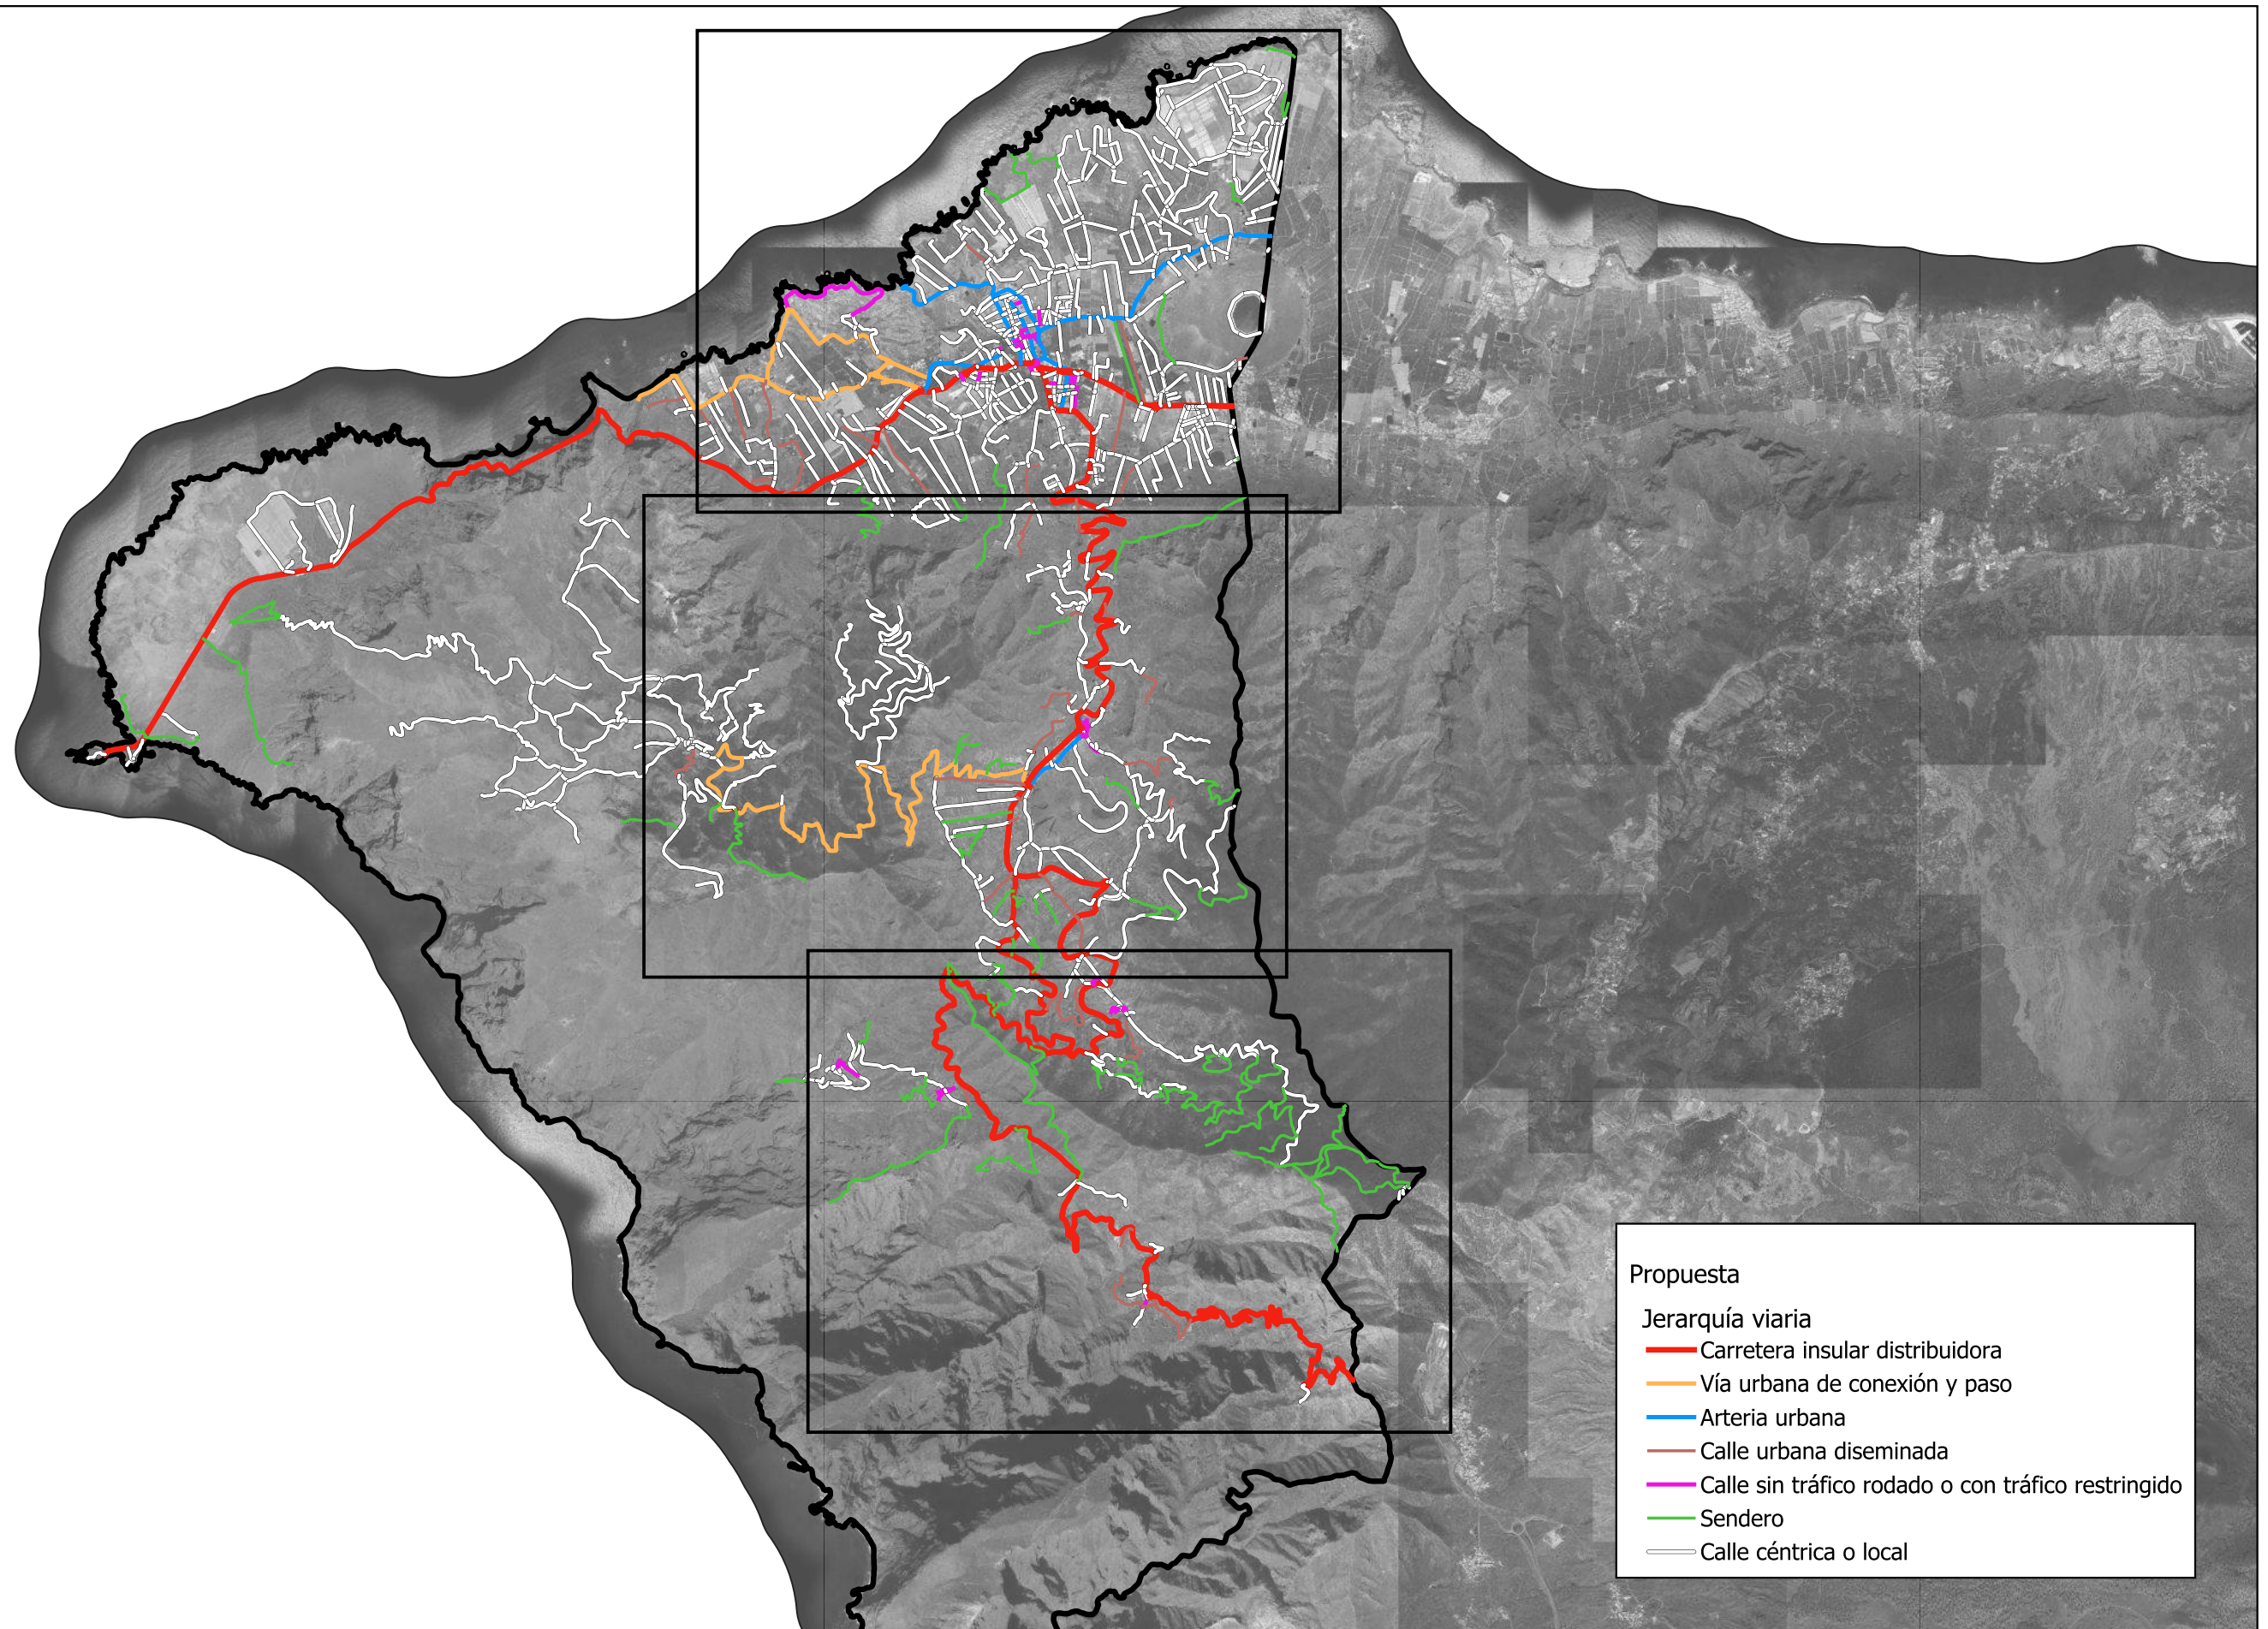 Propuesta
Jerarquía viaria
Carretera insular distribuidora
Vía urbana de conexión y paso
Arteria urbana
Calle urbana diseminada
Calle sin tráfico rodado o con tráfico restringido
Sendero
Calle céntrica o local